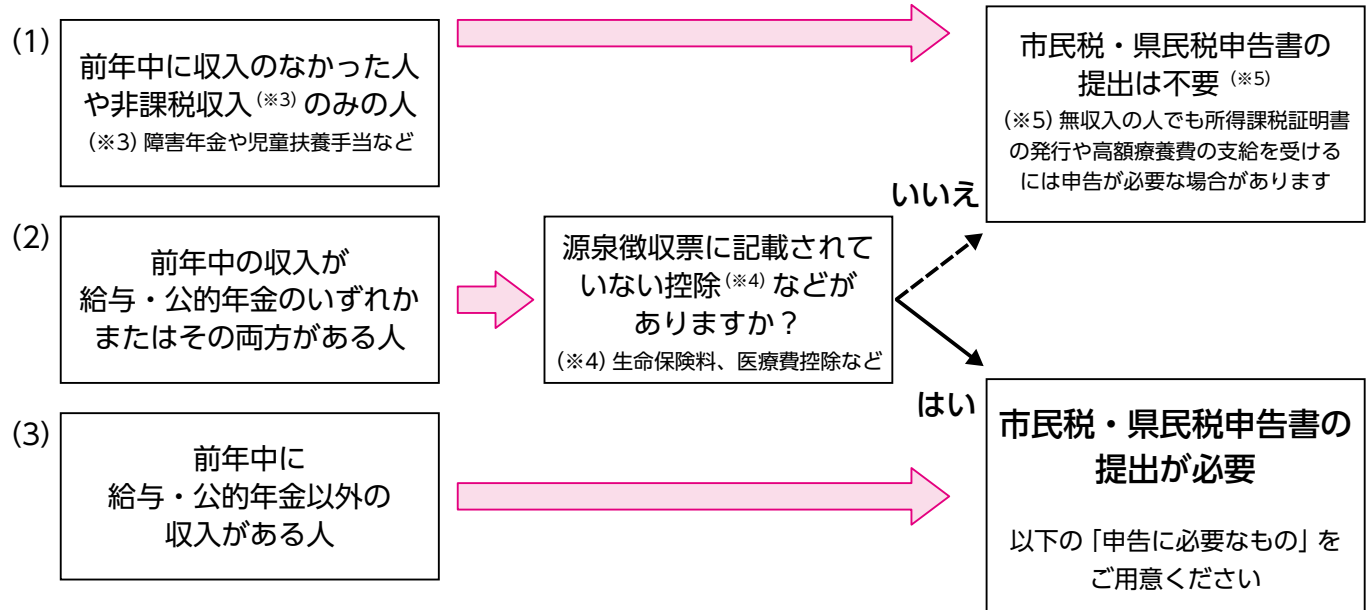 (1)
前年中に収入のなかった人
や非課税収入(※3)のみの人
(※3)障害年金や児童扶養手当など
市民税・県民税申告書の
提出は不要(※5)
(※5)無収入の人でも所得課税証明書
の発行や高額療養費の支給を受ける
には申告が必要な場合があります
(2)
前年中の収入が
給与・公的年金のいずれか
またはその両方がある人
源泉徴収票に記載されて
いない控除(※4)などが
ありますか？
(※4)生命保険料、医療費控除など
いいえ
はい
(3)
前年中に
給与・公的年金以外の
収入がある人
市民税・県民税申告書の
提出が必要
以下の「申告に必要なもの」を
ご用意ください